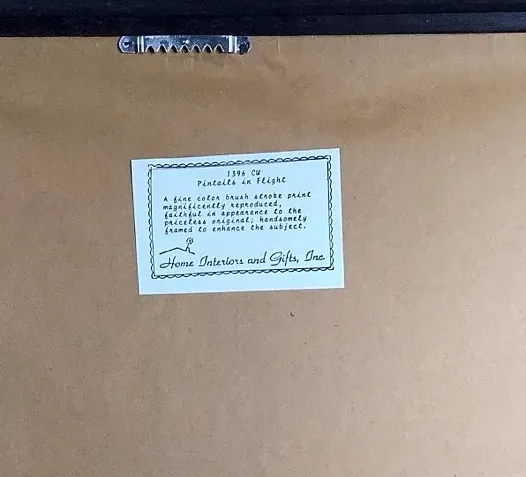 1396 CW
Pintails in Flight
A fine color brush stroke print
magnificently reproduced,
faithful in appearance to the
priceless original; handsomely
framed to enhance the subject.
Home Interiors and Gifts, Inc.